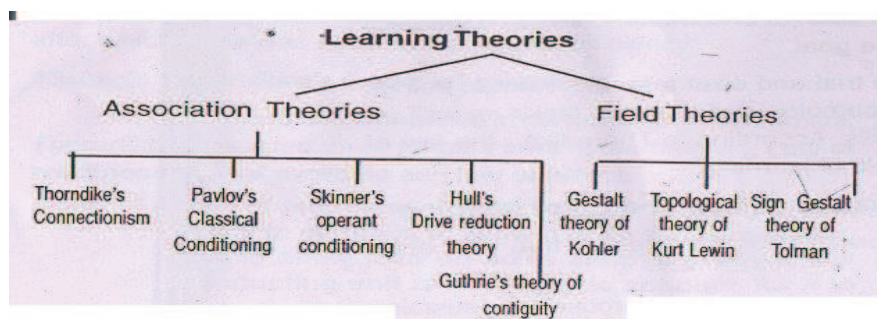 Learning Theories
Association Theories
Field Theories
Thorndike's
Connectionism
Pavlov's
Classical
Conditioning
Skinner's
operant
conditioning
Hull's
Drive reduction
theory
Guthrie's theory of
contiguity
Gestalt
theory of
Kohler
Topological
theory of
Kurt Lewin
Sign Gestalt
theory of
Tolman